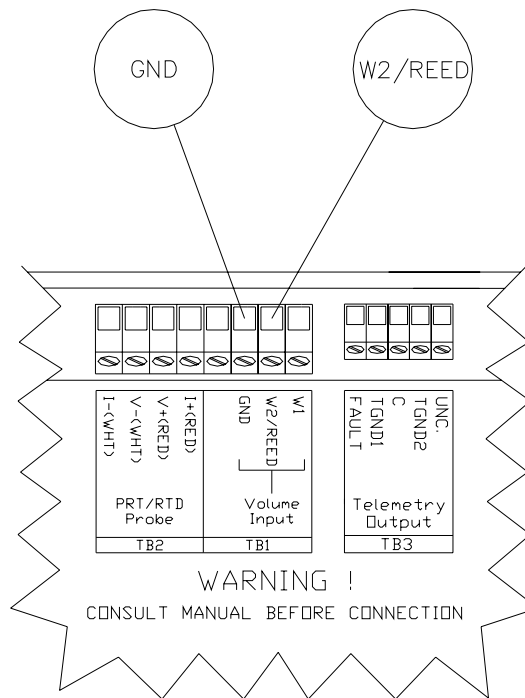 GND
W2/REED
I-(WHT)
V-(WHT)
V+(RED)
I+(RED)
GND
W2/REED
W1
FAULT
TGND1
C
TGND2
UNC.
PRT/RTD
Probe
Volume
Input
Telemetry
Output
TB2
TB1
TB3
WARNING !
CONSULT MANUAL BEFORE CONNECTION